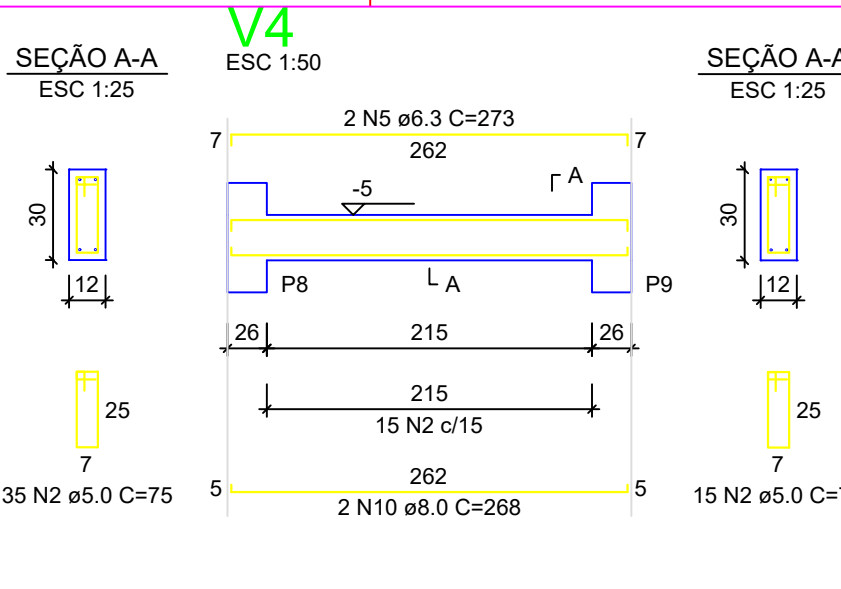 V4
ESC 1:50
SEÇÃO A-A
ESC 1:25
30
12
25
7
35 N2 ø5.0 C=75
2 N5 ø6.3 C=273
7
262
7
-5
A
A
P8
P9
26
215
26
215
15 N2 c/15
5
262
5
2 N10 ø8.0 C=268
SEÇÃO A-A
ESC 1:25
30
12
25
7
15 N2 ø5.0 C=